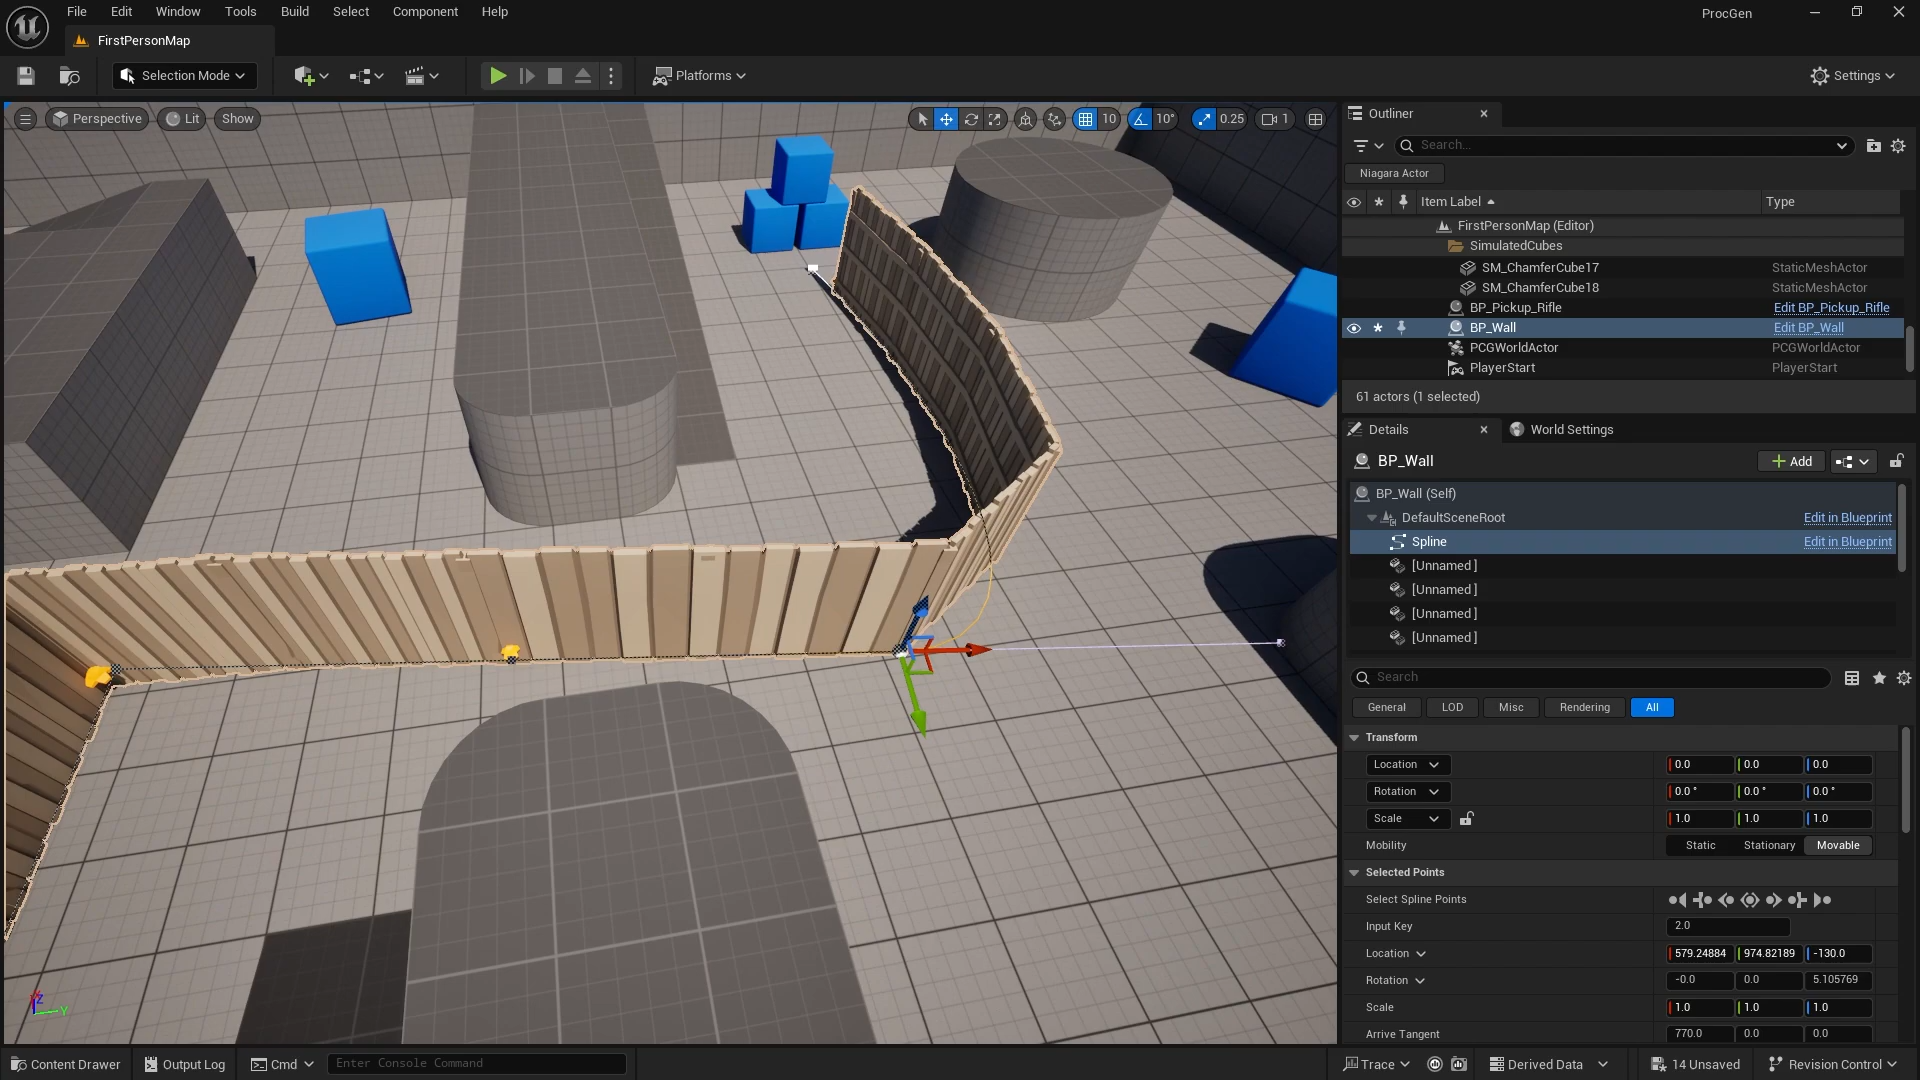 File Edit Window Tools Build Select Component Help
ProcGen
FirstPersonMap
Selection Mode
Platforms
Settings
Perspective Lit Show
10 10° 0.25 1
Outliner
Search...
Niagara Actor
Item Label Type
FirstPersonMap (Editor)
SimulatedCubes
SM_ChamferCube17 StaticMeshActor
SM_ChamferCube18 StaticMeshActor
BP_Pickup_Rifle Edit BP_Pickup_Rifle
BP_Wall Edit BP_Wall
PCGWorldActor PCGWorldActor
PlayerStart PlayerStart
61 actors (1 selected)
Details World Settings
BP_Wall Add
BP_Wall (Self)
DefaultSceneRoot Edit in Blueprint
Spline Edit in Blueprint
[Unnamed ]
[Unnamed ]
[Unnamed ]
[Unnamed ]
Search
General LOD Misc Rendering All
Transform
Location 0.0 0.0 0.0
Rotation 0.0 ° 0.0 ° 0.0 °
Scale 1.0 1.0 1.0
Mobility Static Stationary Movable
Selected Points
Select Spline Points
Input Key 2.0
Location 579.24884 974.82189 -130.0
Rotation -0.0 0.0 5.105769
Scale 1.0 1.0 1.0
Arrive Tangent 770.0 0.0 0.0
Z Y
Content Drawer Output Log Cmd Enter Console Command
Trace Derived Data 14 Unsaved Revision Control